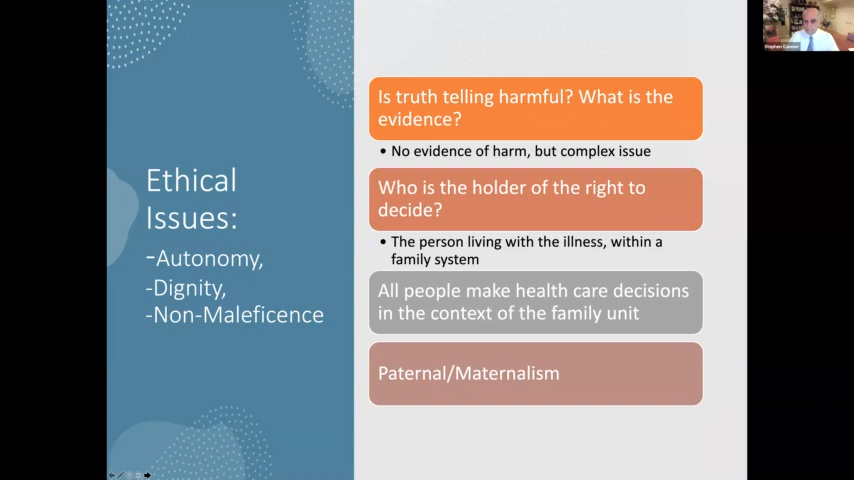 Ethical
Issues:
-Autonomy,
-Dignity,
-Non-Maleficence
Is truth telling harmful? What is the
evidence?
• No evidence of harm, but complex issue
Who is the holder of the right to
decide?
• The person living with the illness, within a
family system
All people make health care decisions
in the context of the family unit
Paternal/Maternalism
Stephen Connor